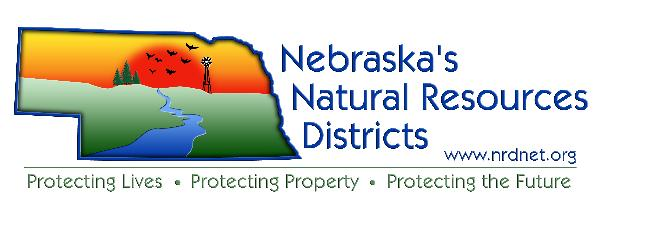 Nebraska's
Natural Resources
Districts
www.nrdnet.org
Protecting Lives • Protecting Property • Protecting the Future